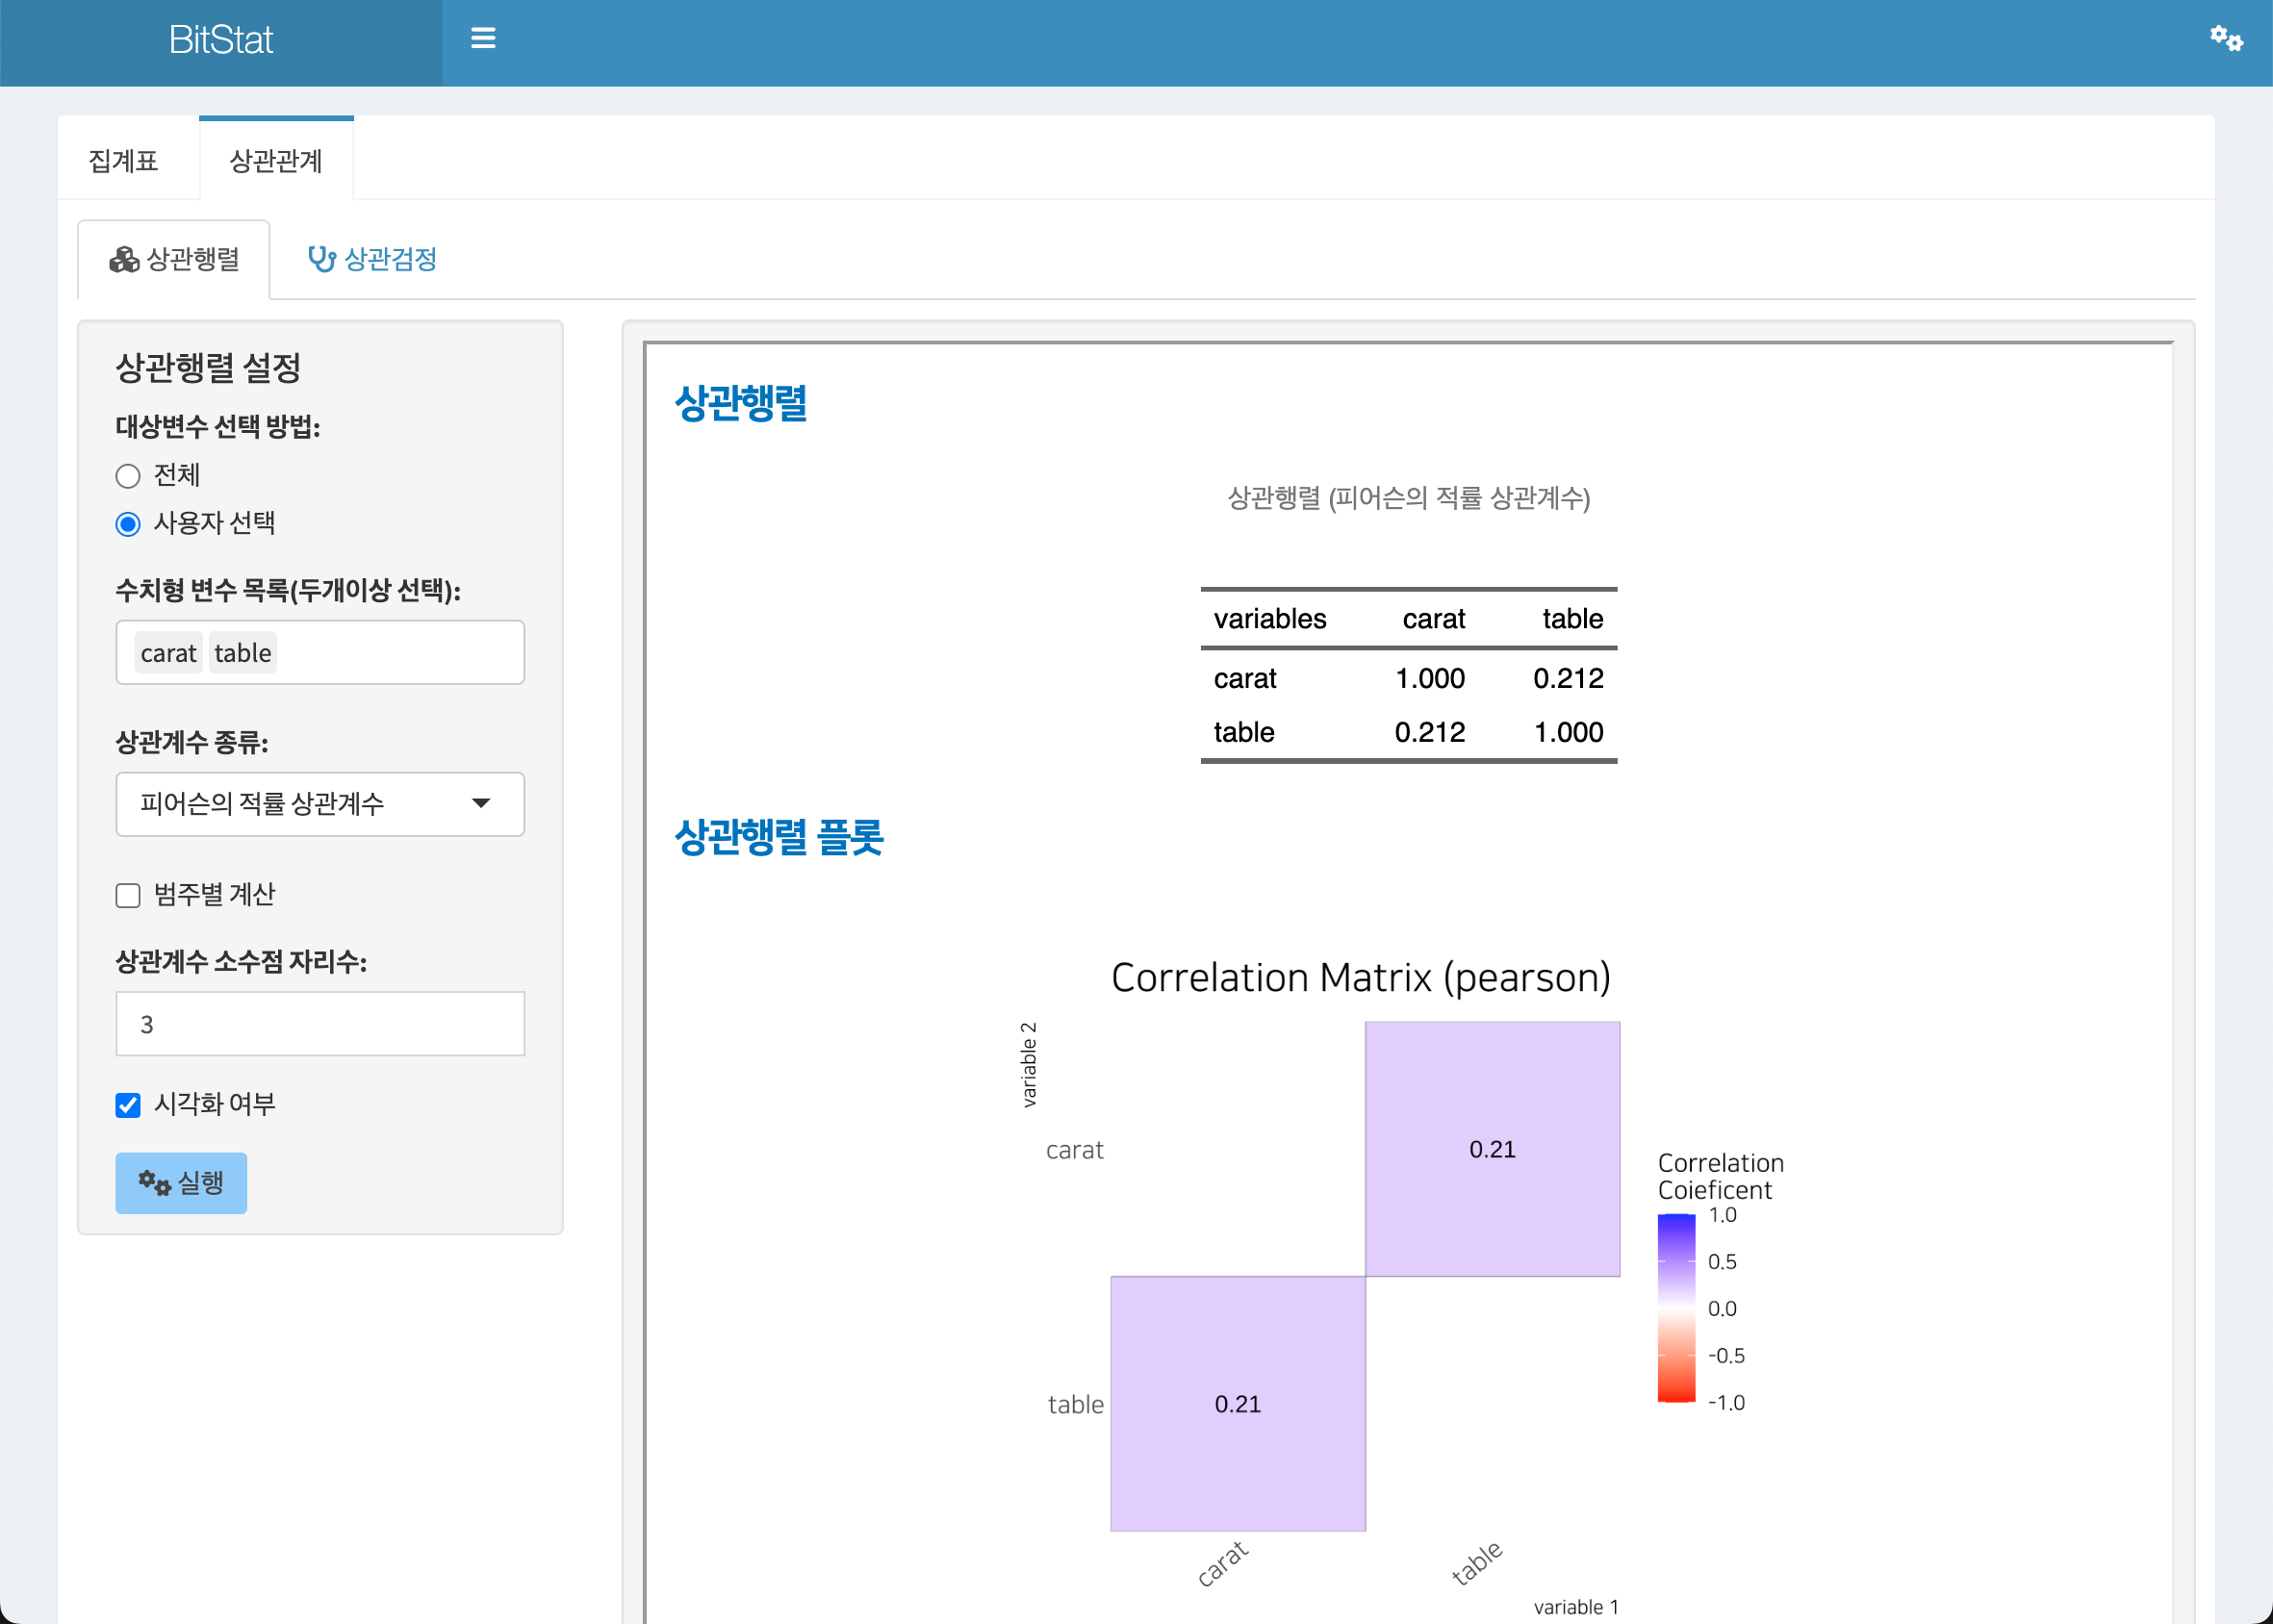 BitStat
집계표 상관관계
상관행렬 상관검정
상관행렬 설정
대상변수 선택 방법:
전체
사용자 선택
수치형 변수 목록(두개이상 선택):
carat table
상관계수 종류:
피어슨의 적률 상관계수
범주별 계산
상관계수 소수점 자리수:
3
시각화 여부
실행
상관행렬
상관행렬 (피어슨의 적률 상관계수)
variables carat table
carat 1.000 0.212
table 0.212 1.000
상관행렬 플롯
Correlation Matrix (pearson)
variable 2
carat
0.21
table
0.21
carat
table
variable 1
Correlation
Coieficent
1.0
0.5
0.0
-0.5
-1.0